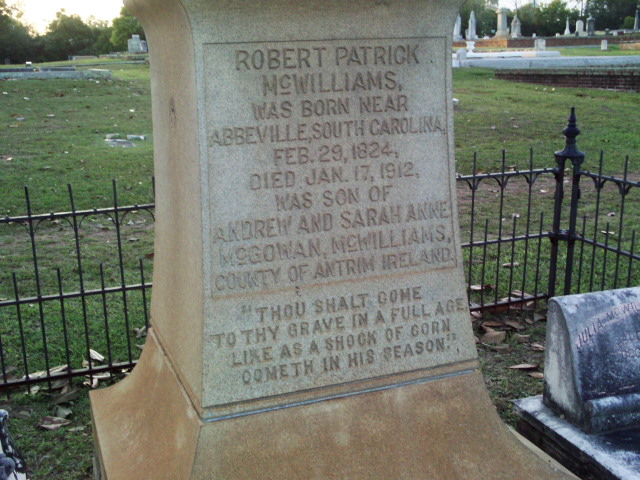 ROBERT PATRICK
McWILLIAMS,
WAS BORN NEAR
ABBEVILLE, SOUTH CAROLINA,
FEB. 29, 1824,
DIED JAN. 17, 1912,
WAS SON OF
ANDREW AND SARAH ANNE
McGOWAN, McWILLIAMS,
COUNTY OF ANTRIM IRELAND.
"THOU SHALT COME
TO THY GRAVE IN A FULL AGE
LIKE AS A SHOCK OF CORN
COMETH IN HIS SEASON."
JULIA